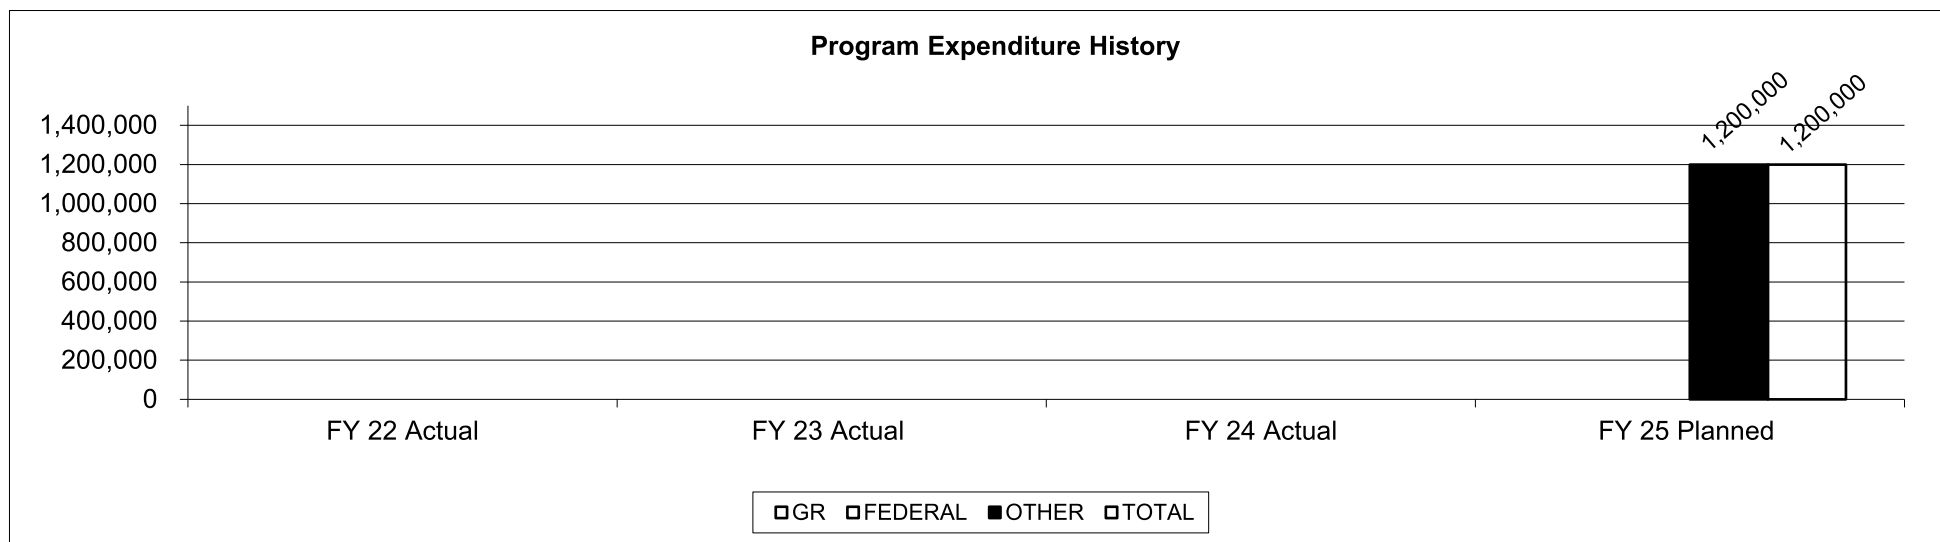 Program Expenditure History
1,200,000
1,200,000
1,400,000
1,200,000
1,000,000
800,000
600,000
400,000
200,000
0
FY 22 Actual
FY 23 Actual
FY 24 Actual
FY 25 Planned
GR FEDERAL OTHER TOTAL